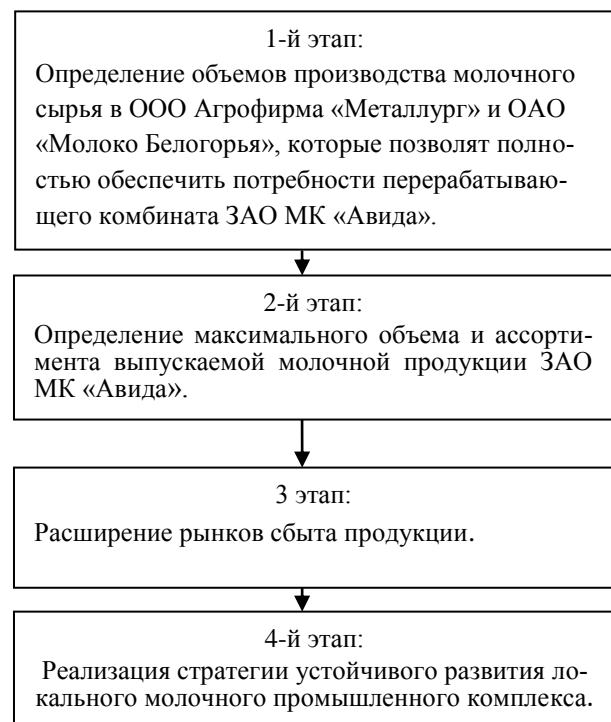 1-й этап:
Определение объемов производства молочного
сырья в ООО Агрофирма «Металлург» и ОАО
«Молоко Белогорья», которые позволят полно-
стью обеспечить потребности перерабатываю-
щего комбината ЗАО МК «Авида».
2-й этап:
Определение максимального объема и ассорти-
мента выпускаемой молочной продукции ЗАО
МК «Авида».
3 этап:
Расширение рынков сбыта продукции.
4-й этап:
Реализация стратегии устойчивого развития ло-
кального молочного промышленного комплекса.